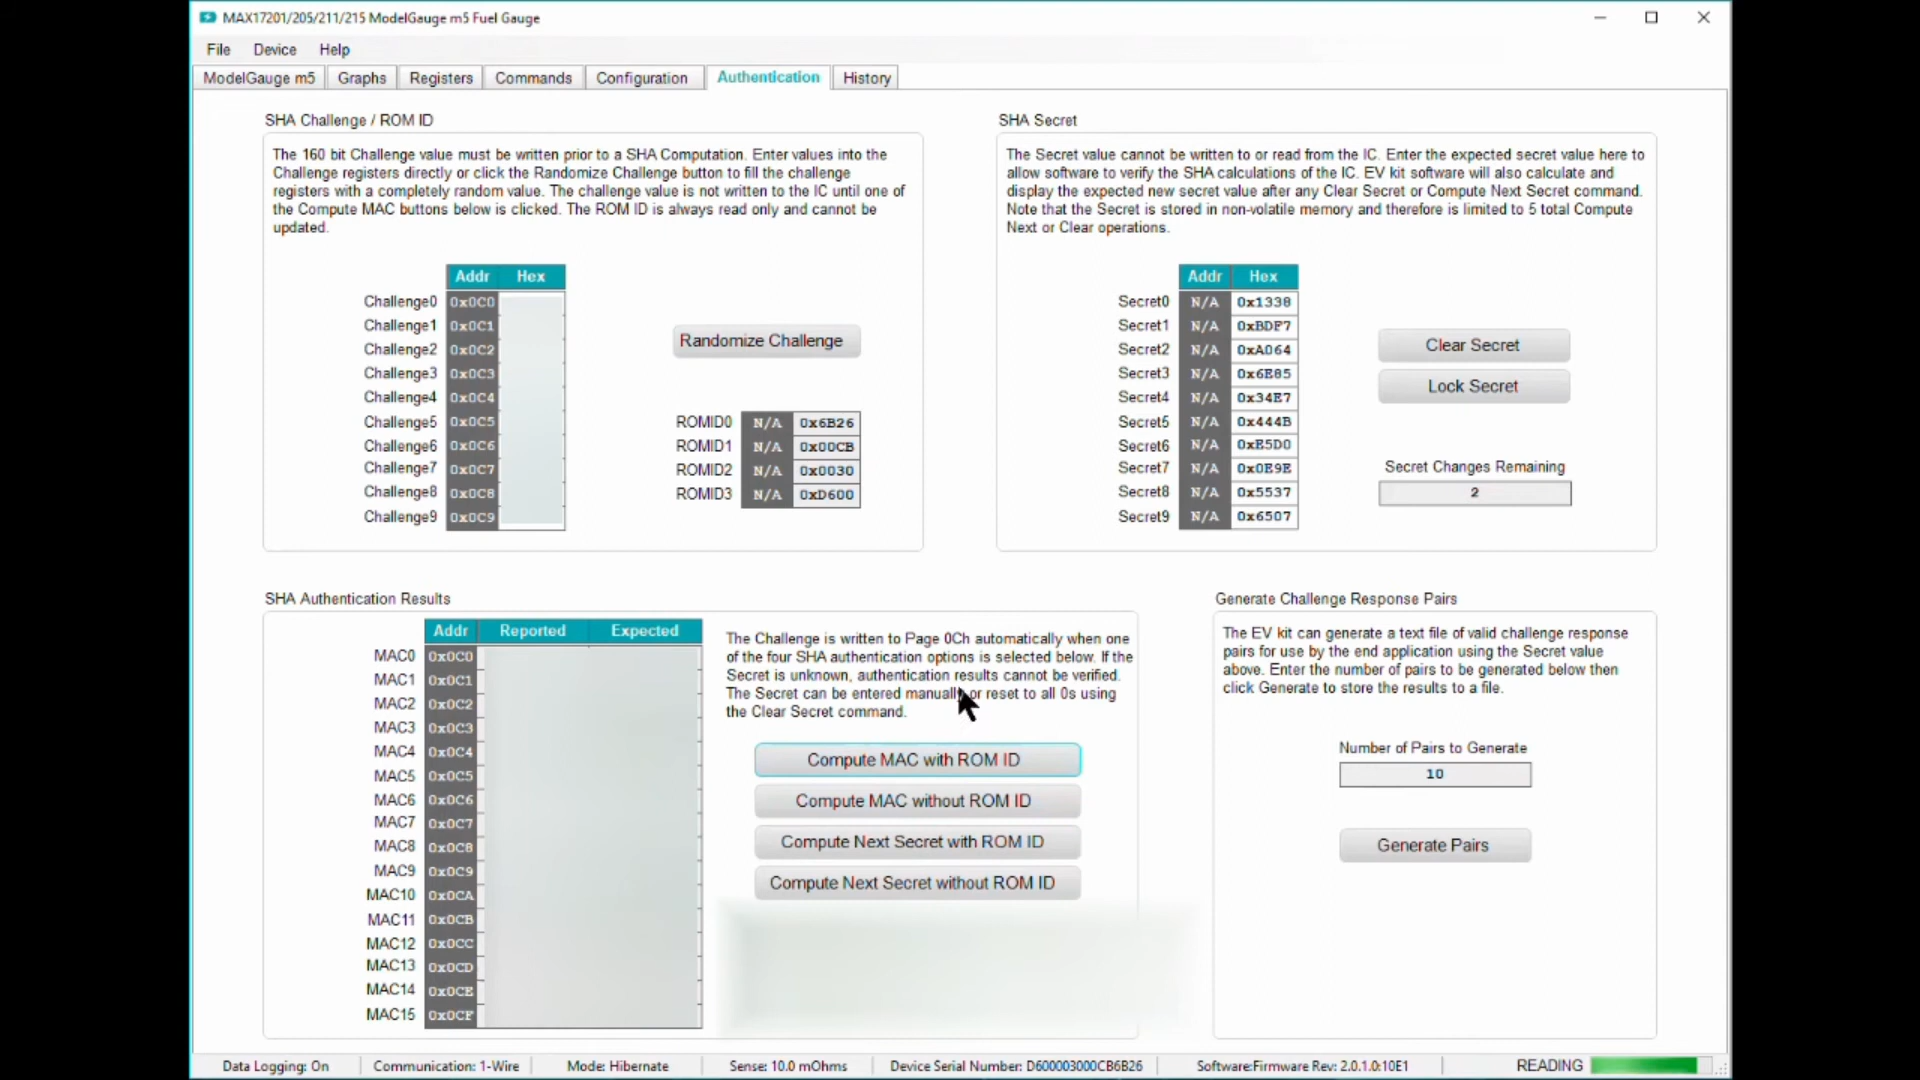 MAX17201/205/211/215 ModelGauge m5 Fuel Gauge
File Device Help
ModelGauge m5 Graphs Registers Commands Configuration Authentication History
SHA Challenge / ROM ID
The 160 bit Challenge value must be written prior to a SHA Computation. Enter values into the
Challenge registers directly or click the Randomize Challenge button to fill the challenge
registers with a completely random value. The challenge value is not written to the IC until one of
the Compute MAC buttons below is clicked. The ROM ID is always read only and cannot be
updated.
Addr Hex
Challenge0 0x0C0
Challenge1 0x0C1
Challenge2 0x0C2
Challenge3 0x0C3
Challenge4 0x0C4
Challenge5 0x0C5
Challenge6 0x0C6
Challenge7 0x0C7
Challenge8 0x0C8
Challenge9 0x0C9
Randomize Challenge
ROMID0 N/A 0x6B26
ROMID1 N/A 0x00CB
ROMID2 N/A 0x0030
ROMID3 N/A 0xD600
SHA Secret
The Secret value cannot be written to or read from the IC. Enter the expected secret value here to
allow software to verify the SHA calculations of the IC. EV kit software will also calculate and
display the expected new secret value after any Clear Secret or Compute Next Secret command.
Note that the Secret is stored in non-volatile memory and therefore is limited to 5 total Compute
Next or Clear operations.
Addr Hex
Secret0 N/A 0x1338
Secret1 N/A 0xBDF7
Secret2 N/A 0xA064
Secret3 N/A 0x6E85
Secret4 N/A 0x34E7
Secret5 N/A 0x444B
Secret6 N/A 0xE5D0
Secret7 N/A 0x0E9E
Secret8 N/A 0x5537
Secret9 N/A 0x6507
Clear Secret
Lock Secret
Secret Changes Remaining
2
SHA Authentication Results
Addr Reported Expected
MAC0 0x0C0
MAC1 0x0C1
MAC2 0x0C2
MAC3 0x0C3
MAC4 0x0C4
MAC5 0x0C5
MAC6 0x0C6
MAC7 0x0C7
MAC8 0x0C8
MAC9 0x0C9
MAC10 0x0CA
MAC11 0x0CB
MAC12 0x0CC
MAC13 0x0CD
MAC14 0x0CE
MAC15 0x0CF
The Challenge is written to Page 0Ch automatically when one
of the four SHA authentication options is selected below. If the
Secret is unknown, authentication results cannot be verified.
The Secret can be entered manually or reset to all 0s using
the Clear Secret command.
Compute MAC with ROM ID
Compute MAC without ROM ID
Compute Next Secret with ROM ID
Compute Next Secret without ROM ID
Generate Challenge Response Pairs
The EV kit can generate a text file of valid challenge response
pairs for use by the end application using the Secret value
above. Enter the number of pairs to be generated below then
click Generate to store the results to a file.
Number of Pairs to Generate
10
Generate Pairs
Data Logging: On Communication: 1-Wire Mode: Hibernate Sense: 10.0 mOhms Device Serial Number: D600003000CB6B26 Software:Firmware Rev: 2.0.1.0:10E1 READING